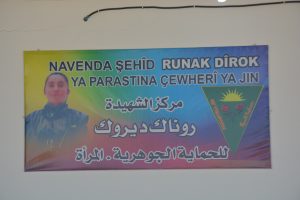 NAVENDA ŞEHÎD RUNAK DÎROK
YA PARASTINA ÇEWHERÎ YA JIN
مركز الشهيدة
روناك ديروك
للحماية الجوهرية . المرأة